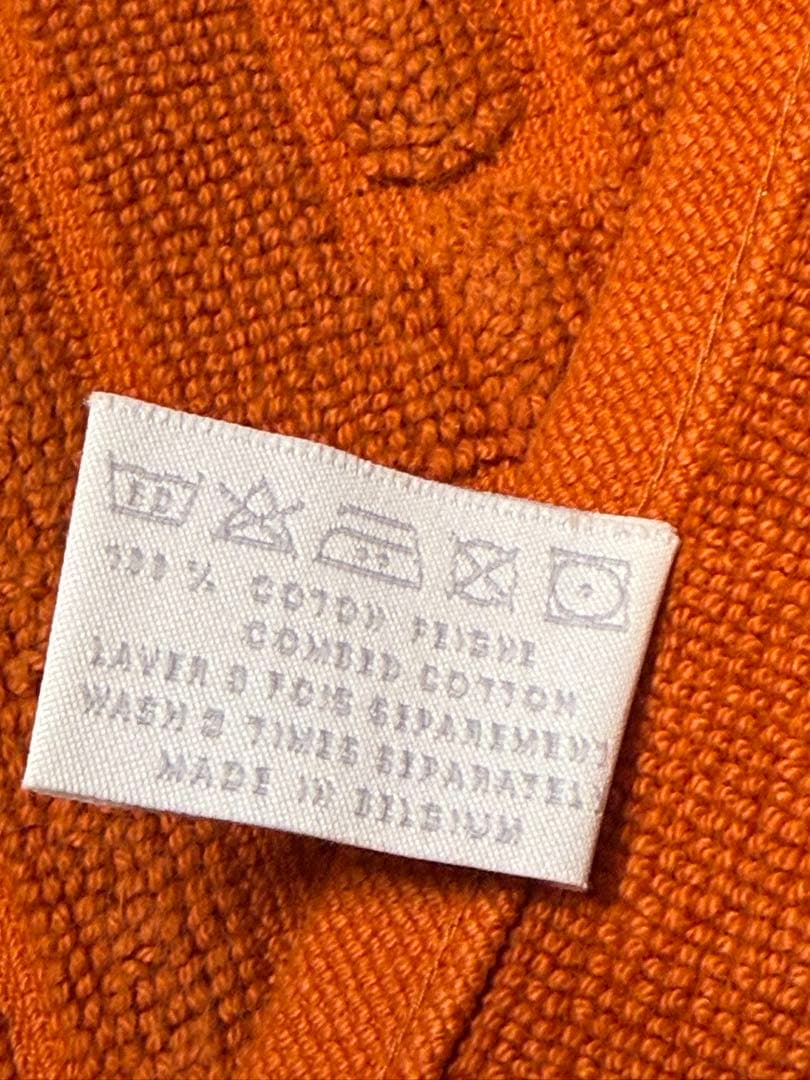 100 % COTON PEIGNE
COMBED COTTON
LAVER 3 FOIS SEPAREMENT
WASH 3 TIMES SEPARATELY
MADE IN BELGIUM